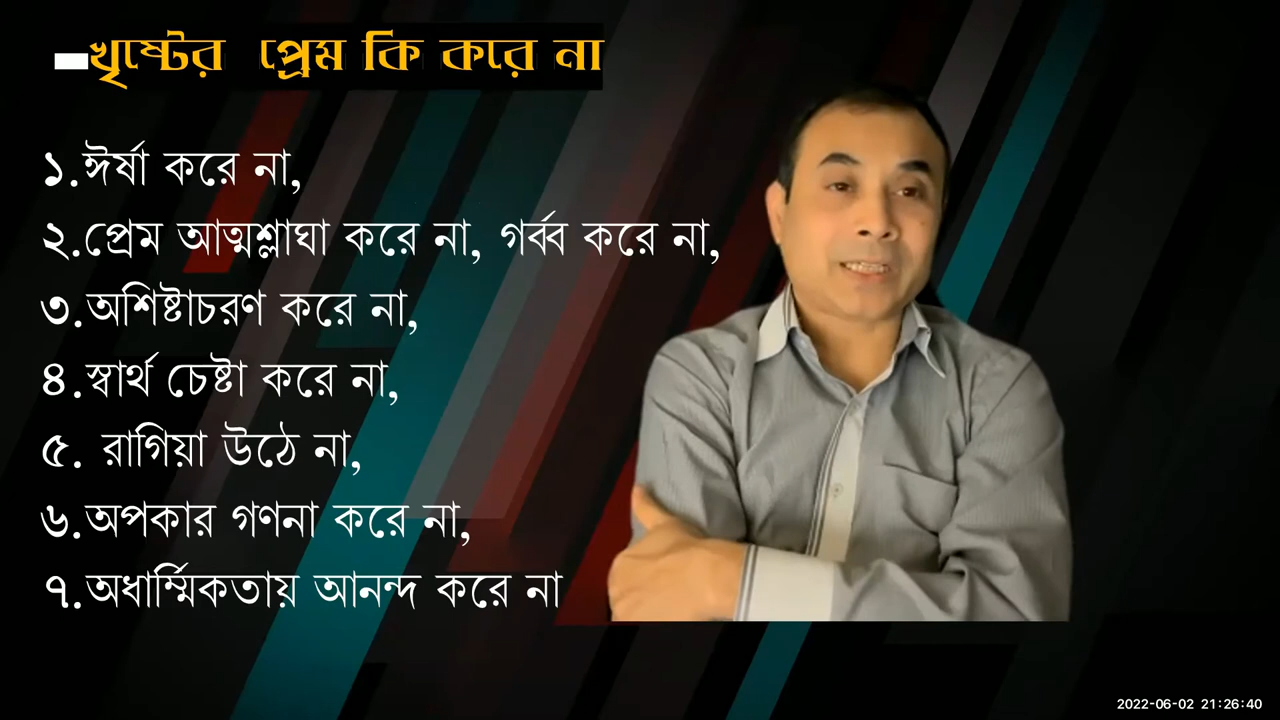 খৃষ্টের প্রেম কি করে না
১.ঈর্ষা করে না,
২.প্রেম আত্মশ্লাঘা করে না, গর্ব্ব করে না,
৩.অশিষ্টাচরণ করে না,
৪.স্বার্থ চেষ্টা করে না,
৫. রাগিয়া উঠে না,
৬.অপকার গণনা করে না,
৭.অধার্ম্মিকতায় আনন্দ করে না
2022-06-02 21:26:40